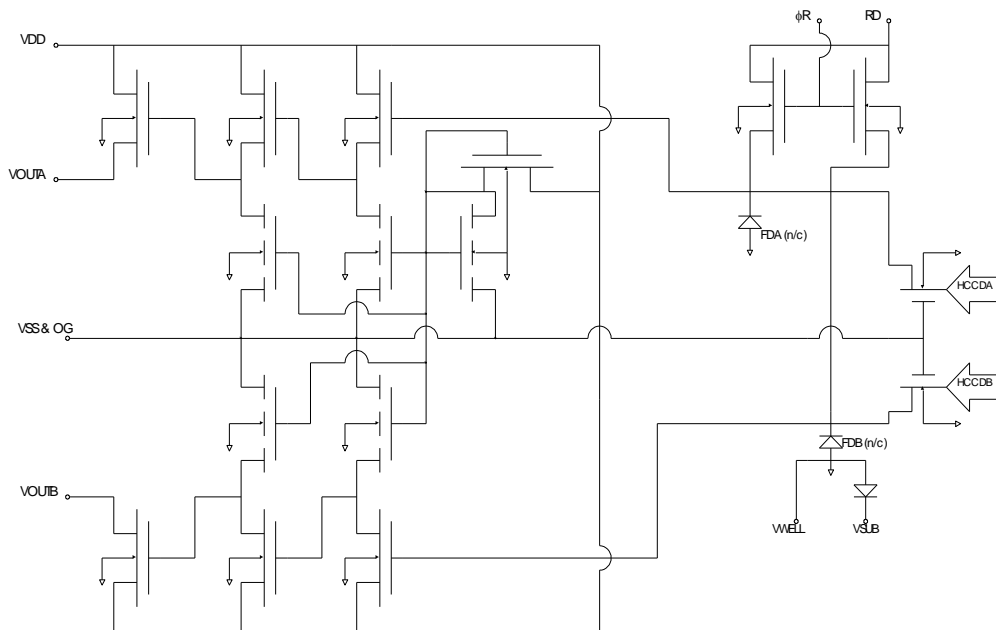 ϕR
RD
VDD
VOUTA
FDA (n/c)
HCCDA
VSS & OG
HCCDB
FDB (n/c)
VOUTB
VWELL
VSUB